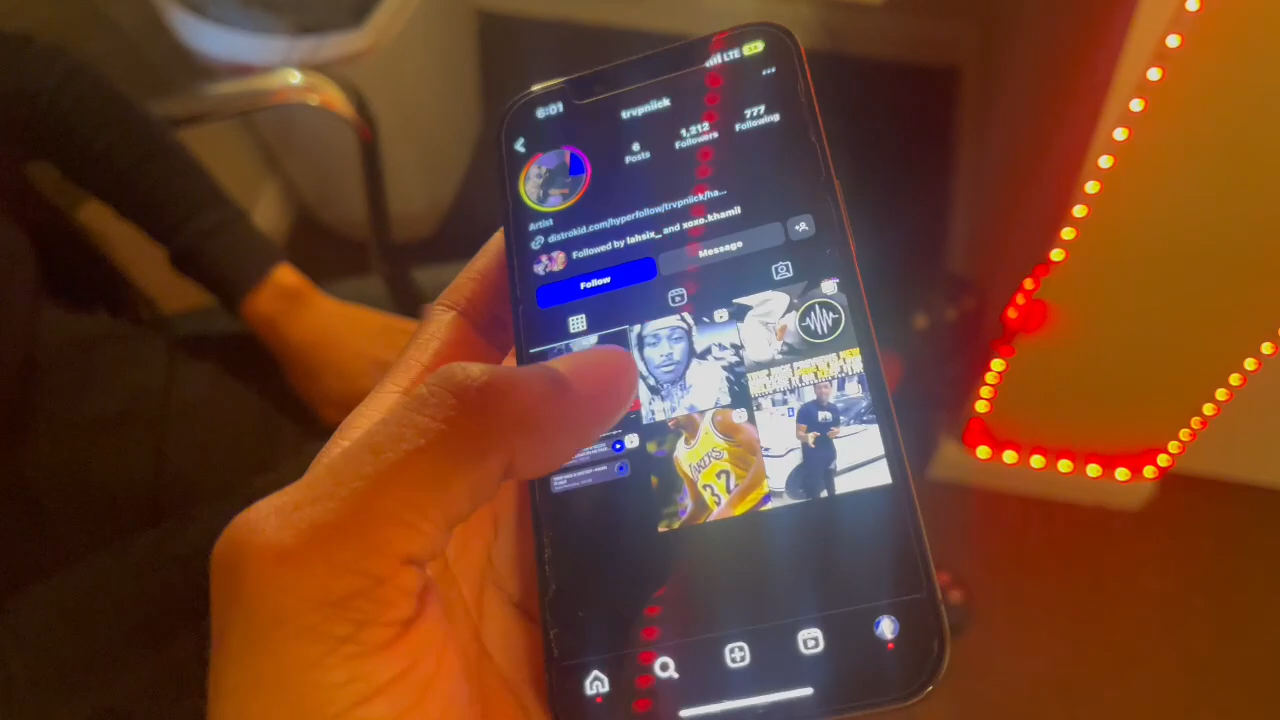 6:01
LTE
trvpniick
6
Posts
1,212
Followers
777
Following
Artist
distrokid.com/hyperfollow/trvpniick/ha...
Followed by lahsix_ and xoxo.khamil
Follow
Message
LAKERS
32